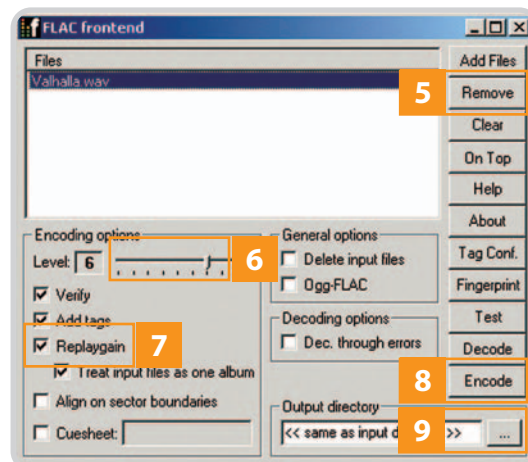 FLAC frontend
Files
Valhalla.wav
Add Files
5 Remove
Clear
On Top
Help
About
Tag Conf.
Fingerprint
Test
Decode
8 Encode
Encoding options
Level: 6
6
Verify
Add tags
Replaygain 7
Treat input files as one album
Align on sector boundaries
Cuesheet:
General options
Delete input files
Ogg-FLAC
Decoding options
Dec. through errors
Output directory
<< same as input d 9 >> ...